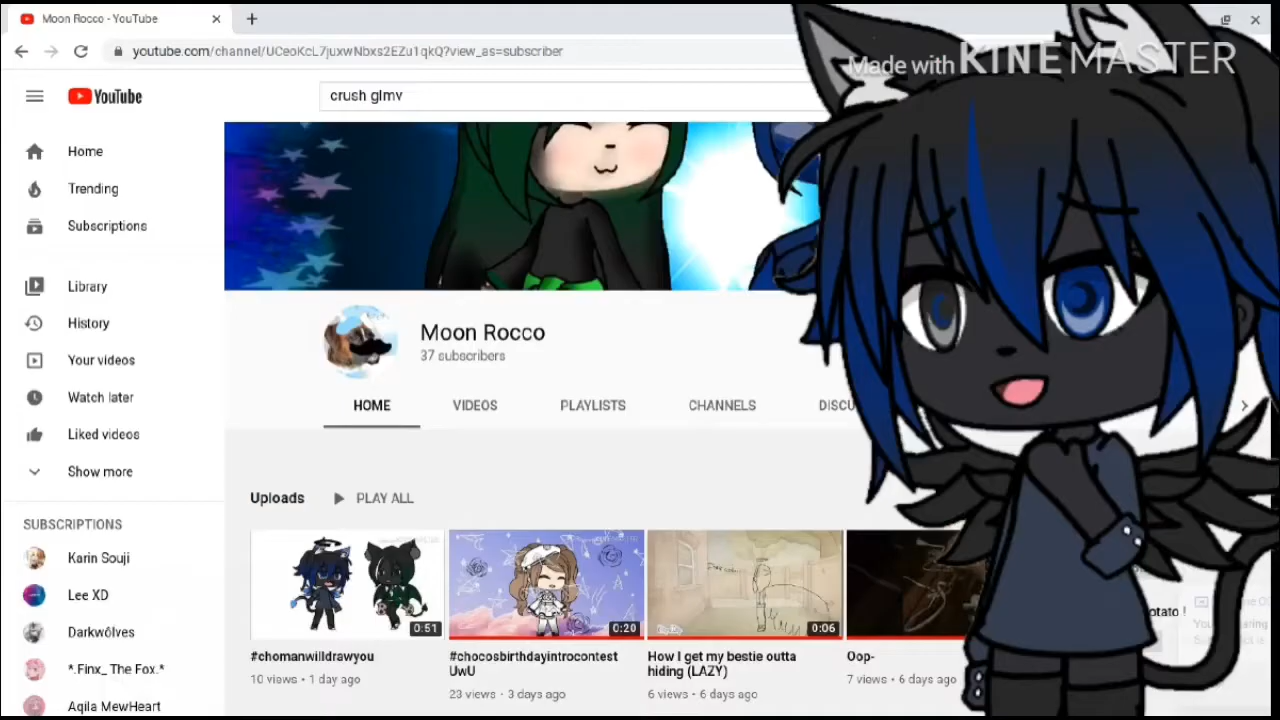 Moon Rocco - YouTube
Made with KINEMASTER
youtube.com/channel/UCeoKcL7juxwNbxs2EZu1qkQ?view_as=subscriber
YouTube
crush glmv
Home
Trending
Subscriptions
Library
History
Your videos
Watch later
Liked videos
Show more
SUBSCRIPTIONS
Karin Souji
Lee XD
Darkwôlves
*.Finx_ The Fox.*
Aqila MewHeart
Moon Rocco
37 subscribers
HOME
VIDEOS
PLAYLISTS
CHANNELS
DISCU
Uploads
PLAY ALL
0:51
0:20
0:06
#chomanwilldrawyou
10 views • 1 day ago
#chocosbirthdayintrocontest
UwU
23 views • 3 days ago
How I get my bestie outta
hiding (LAZY)
6 views • 6 days ago
Oop-
7 views • 6 days ago
otato !